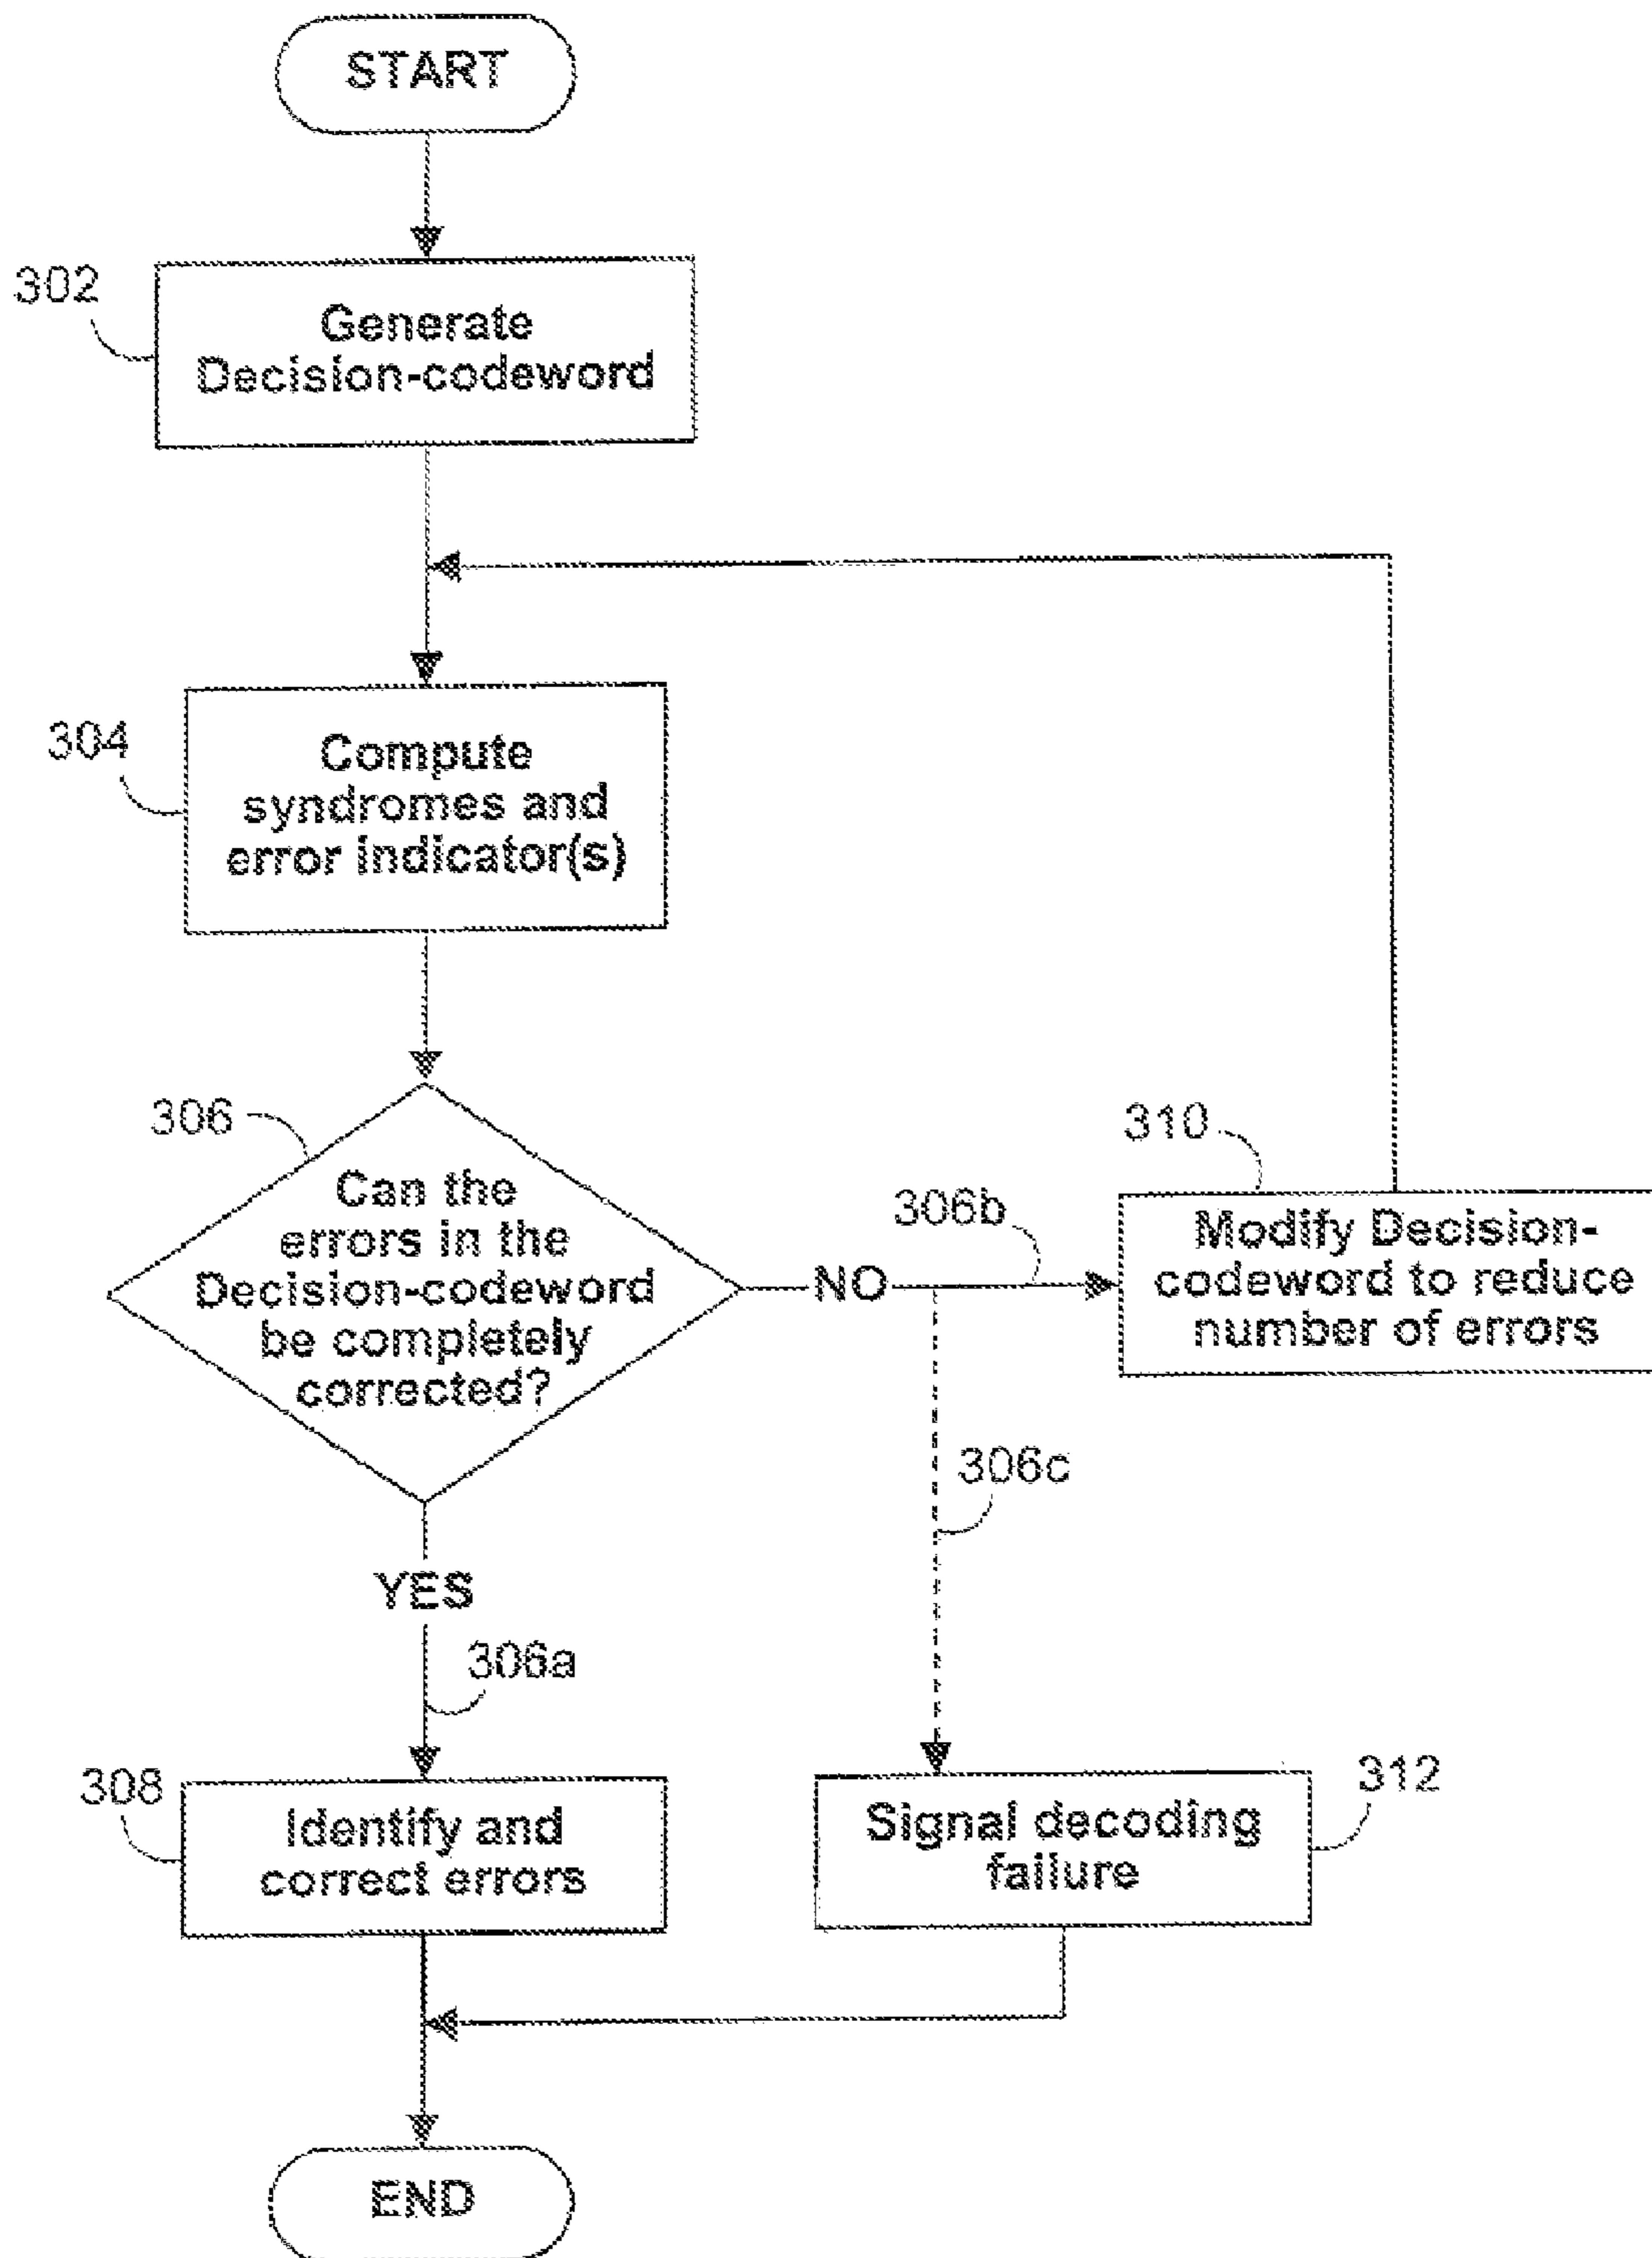 START
302
Generate
Decision-codeword
304
Compute
syndromes and
error indicator(s)
306
Can the
errors in the
Decision-codeword
be completely
corrected?
NO
306b
310
Modify Decision-
codeword to reduce
number of errors
306c
YES
306a
308
Identify and
correct errors
Signal decoding
failure
312
END